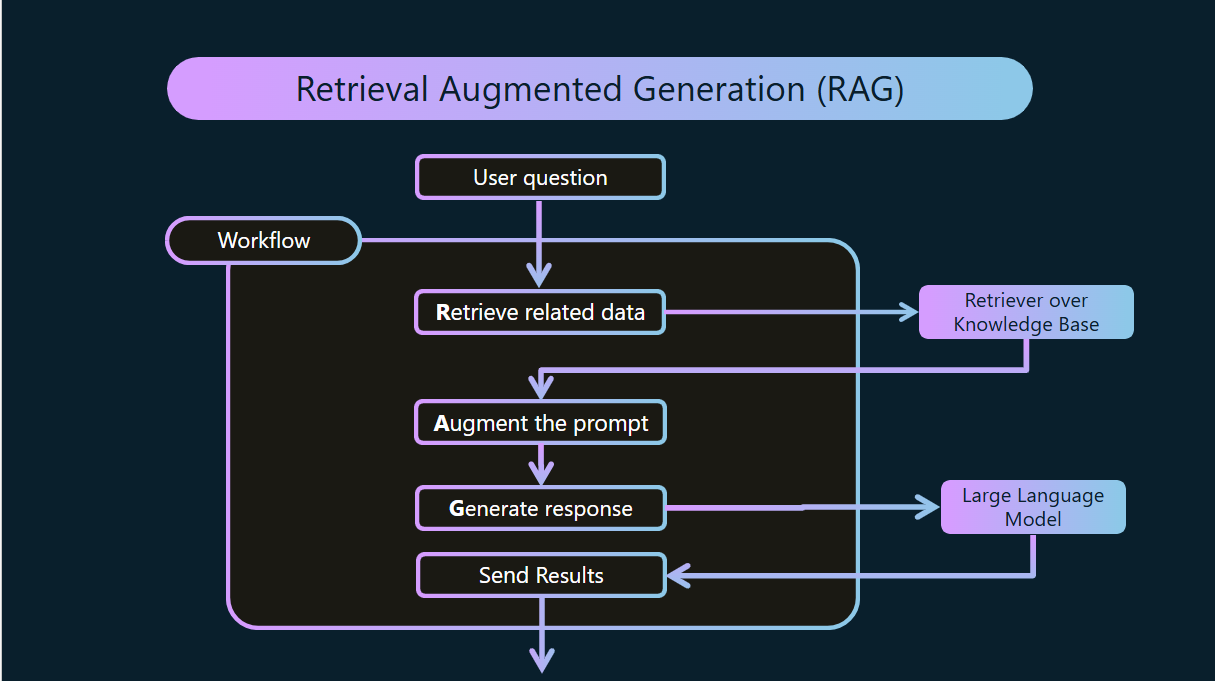 Retrieval Augmented Generation (RAG)
User question
Workflow
Retrieve related data
Retriever over
Knowledge Base
Augment the prompt
Generate response
Large Language
Model
Send Results